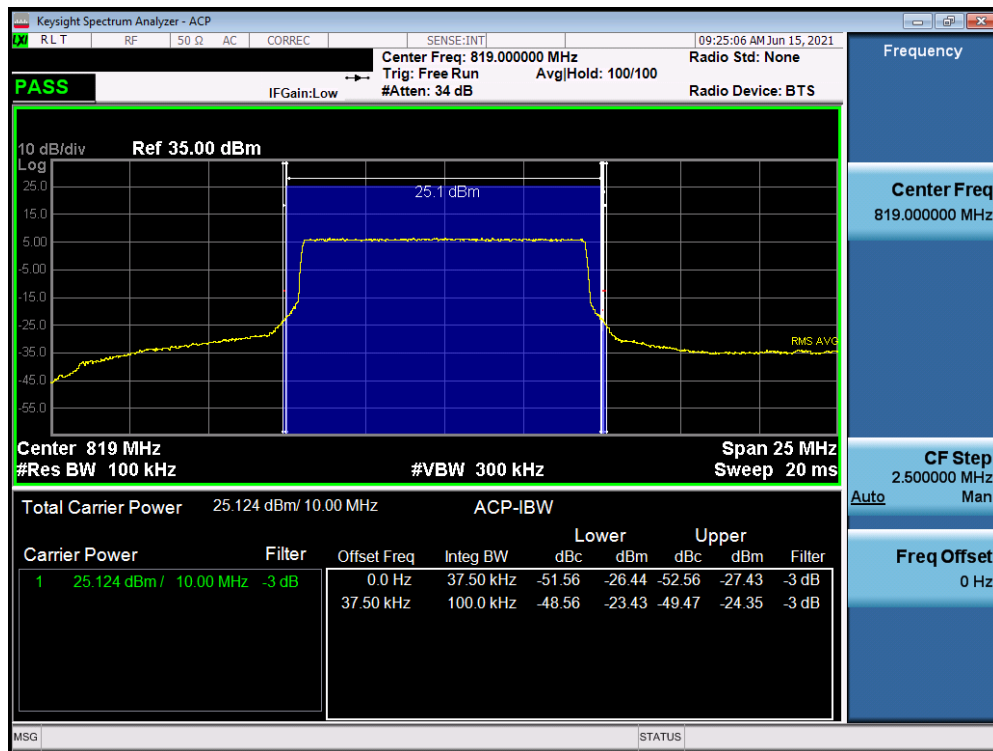 Keysight Spectrum Analyzer - ACP
LXI RLT RF 50 Ω AC CORREC SENSE:INT 09:25:06 AM Jun 15, 2021
Center Freq: 819.000000 MHz Radio Std: None
Trig: Free Run Avg|Hold: 100/100
PASS IFGain:Low #Atten: 34 dB Radio Device: BTS
10 dB/div Ref 35.00 dBm
Log
25.0
25.1 dBm
15.0
5.00
-5.00
-15.0
-25.0
-35.0
RMS AVG
-45.0
-55.0
Center 819 MHz Span 25 MHz
#Res BW 100 kHz #VBW 300 kHz Sweep 20 ms
Total Carrier Power 25.124 dBm/ 10.00 MHz ACP-IBW
Lower Upper
Carrier Power Filter Offset Freq Integ BW dBc dBm dBc dBm Filter
1 25.124 dBm / 10.00 MHz -3 dB 0.0 Hz 37.50 kHz -51.56 -26.44 -52.56 -27.43 -3 dB
37.50 kHz 100.0 kHz -48.56 -23.43 -49.47 -24.35 -3 dB
MSG STATUS
Frequency
Center Freq
819.000000 MHz
CF Step
2.500000 MHz
Auto Man
Freq Offset
0 Hz